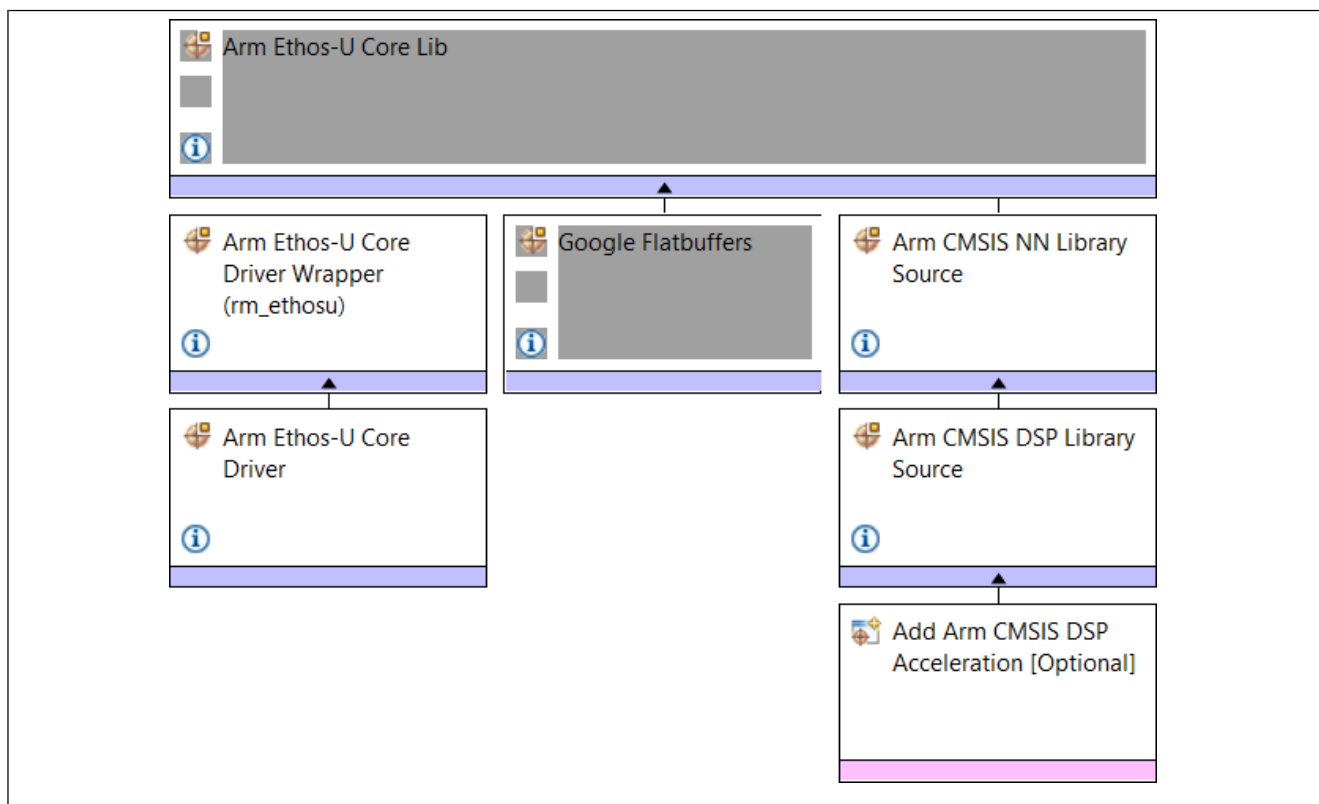 Arm Ethos-U Core Lib
Arm Ethos-U Core
Driver Wrapper
(rm_ethosu)
Google Flatbuffers
Arm CMSIS NN Library
Source
Arm Ethos-U Core
Driver
Arm CMSIS DSP Library
Source
Add Arm CMSIS DSP
Acceleration [Optional]